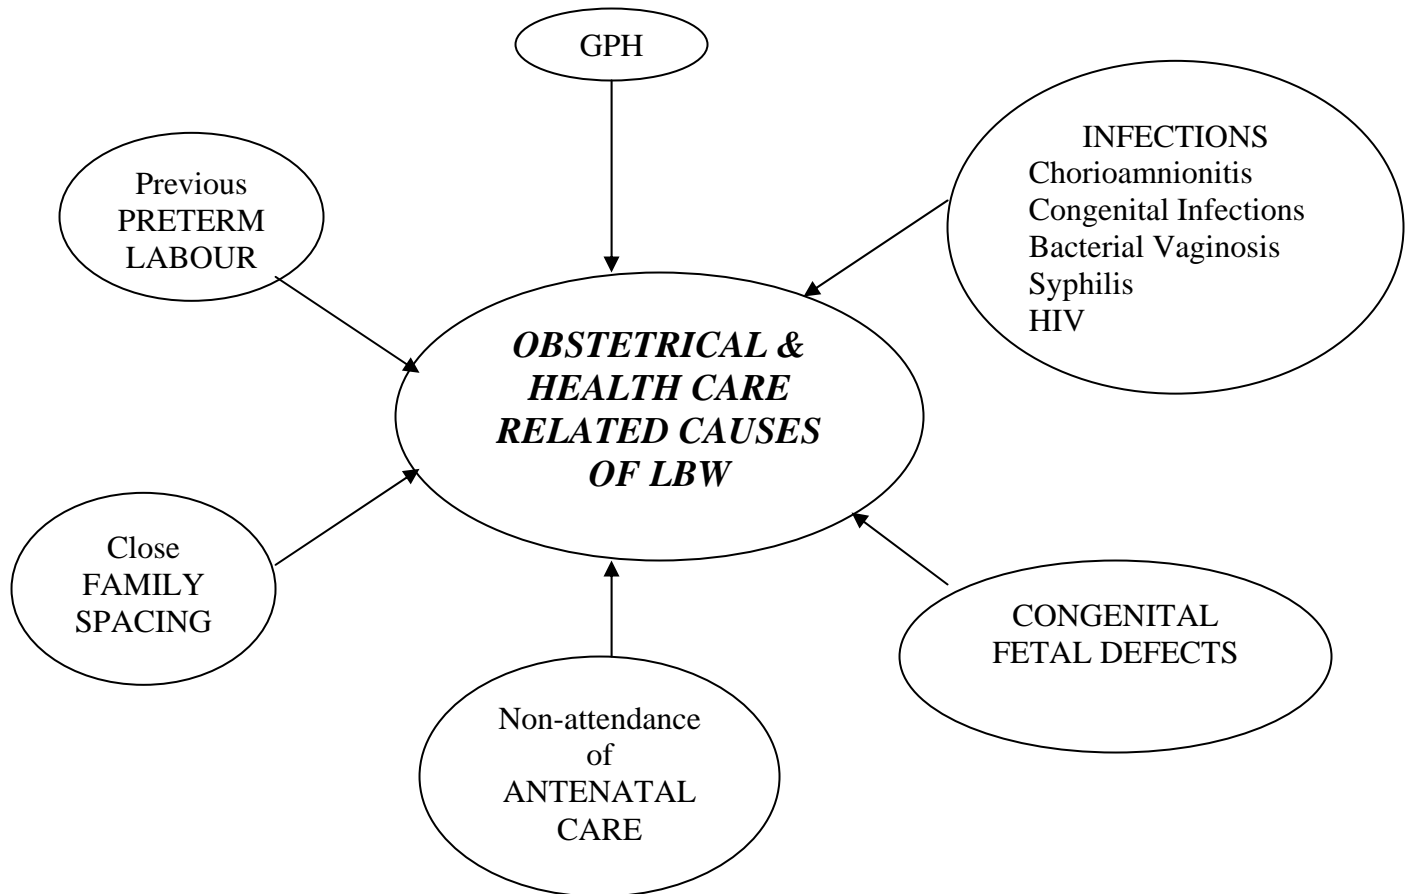 GPH
INFECTIONS
Chorioamnionitis
Congenital Infections
Bacterial Vaginosis
Syphilis
HIV
Previous
PRETERM
LABOUR
OBSTETRICAL &
HEALTH CARE
RELATED CAUSES
OF LBW
Close
FAMILY
SPACING
CONGENITAL
FETAL DEFECTS
Non-attendance
of
ANTENATAL
CARE